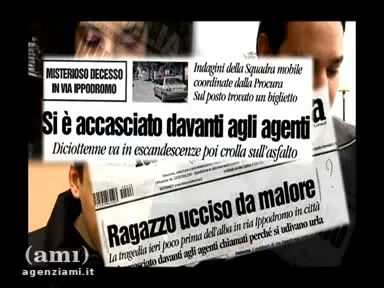 MISTERIOSO DECESSO
IN VIA IPPODROMO
Indagini della Squadra mobile
coordinate dalla Procura
Sul posto trovato un biglietto
Si è accasciato davanti agli agenti
Diciottenne va in escandescenze poi crolla sull'asfalto
Ragazzo ucciso da malore
La tragedia ieri poco prima dell'alba in via Ippodromo in città
accasciato davanti agli agenti chiamati perché si udivano urla
(ami)
agenziami.it